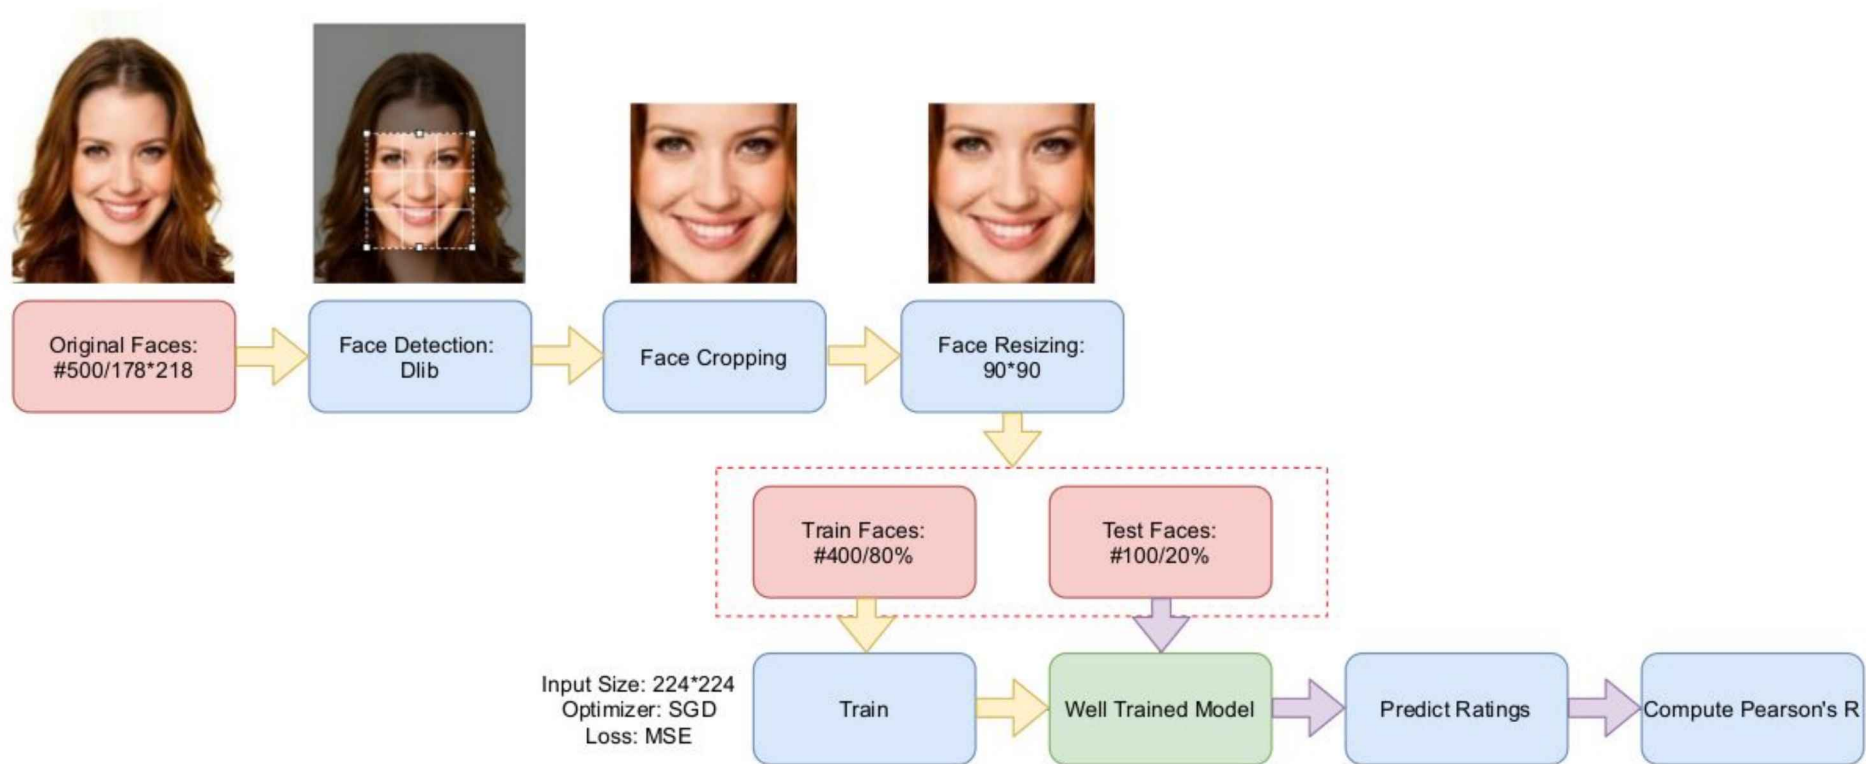 Original Faces:
#500/178*218
Face Detection:
Dlib
Face Cropping
Face Resizing:
90*90
Train Faces:
#400/80%
Test Faces:
#100/20%
Input Size: 224*224
Optimizer: SGD
Loss: MSE
Train
Well Trained Model
Predict Ratings
Compute Pearson's R